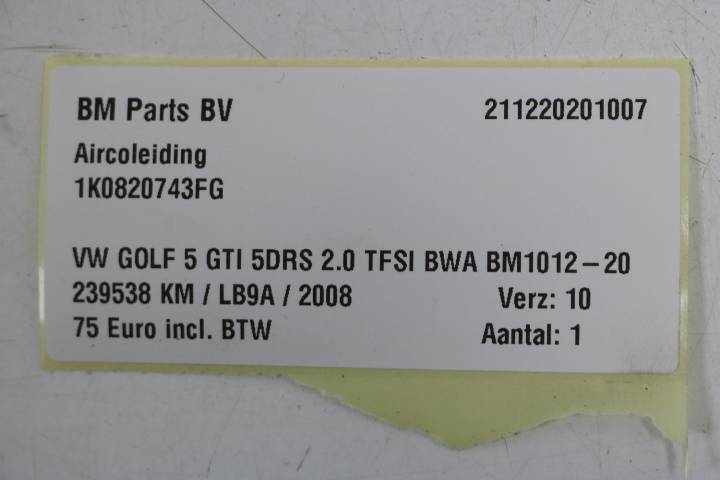 BM Parts BV 211220201007
Aircoleiding
1K0820743FG
VW GOLF 5 GTI 5DRS 2.0 TFSI BWA BM1012-20
239538 KM / LB9A / 2008 Verz: 10
75 Euro incl. BTW Aantal: 1